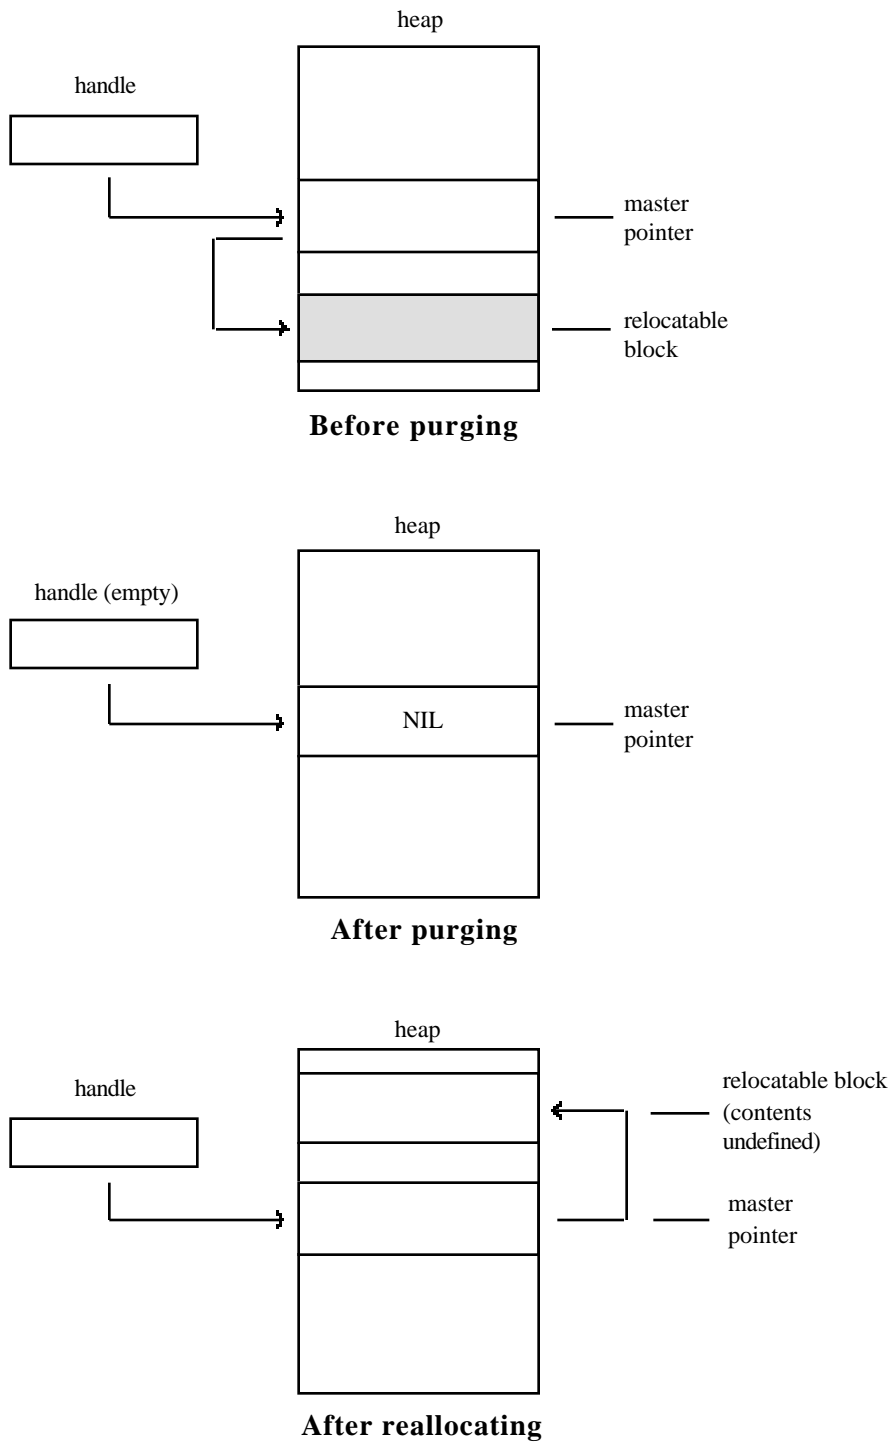 heap
handle
master
pointer
relocatable
block
Before purging
heap
handle (empty)
NIL
master
pointer
After purging
heap
handle
relocatable block
(contents
undefined)
master
pointer
After reallocating